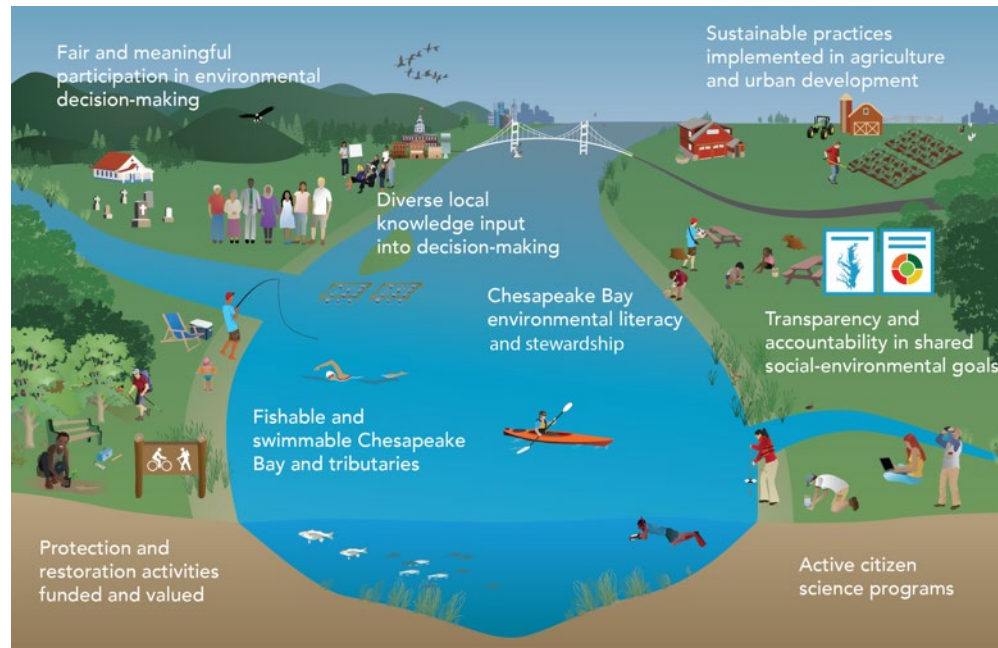 Fair and meaningful
participation in environmental
decision-making
Sustainable practices
implemented in agriculture
and urban development
Diverse local
knowledge input
into decision-making
Chesapeake Bay
environmental literacy
and stewardship
Transparency and
accountability in shared
social-environmental goals
Fishable and
swimmable Chesapeake
Bay and tributaries
Protection and
restoration activities
funded and valued
Active citizen
science programs